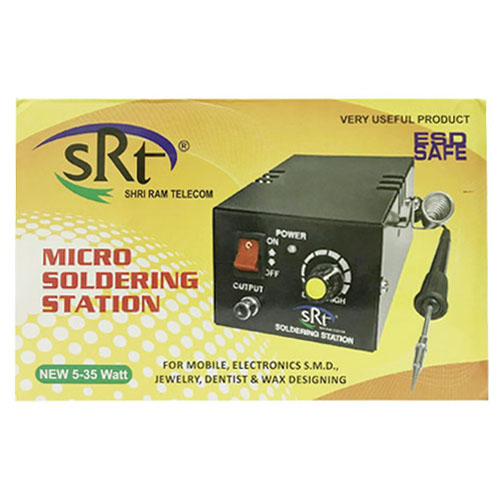 VERY USEFUL PRODUCT
ESD
SAFE
sRt®
SHRI RAM TELECOM
MICRO
SOLDERING
STATION
NEW 5-35 Watt
POWER
ON
OFF
OUTPUT
HIGH
sRt
SOLDERING STATION
FOR MOBILE, ELECTRONICS S.M.D.,
JEWELRY, DENTIST & WAX DESIGNING